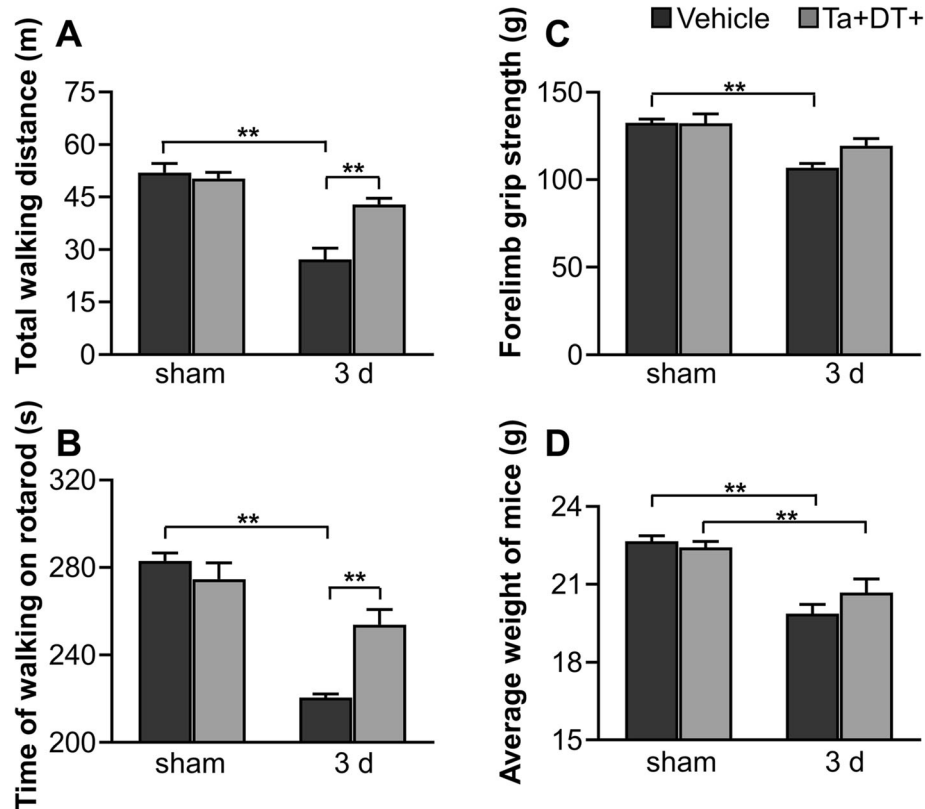 Vehicle Ta+DT+
A
Total walking distance (m)
75
60
45
30
15
0
**
**
sham 3 d
C
Forelimb grip strength (g)
150
100
50
0
**
sham 3 d
B
Time of walking on rotarod (s)
320
280
240
200
**
**
sham 3 d
D
Average weight of mice (g)
24
21
18
15
**
**
sham 3 d